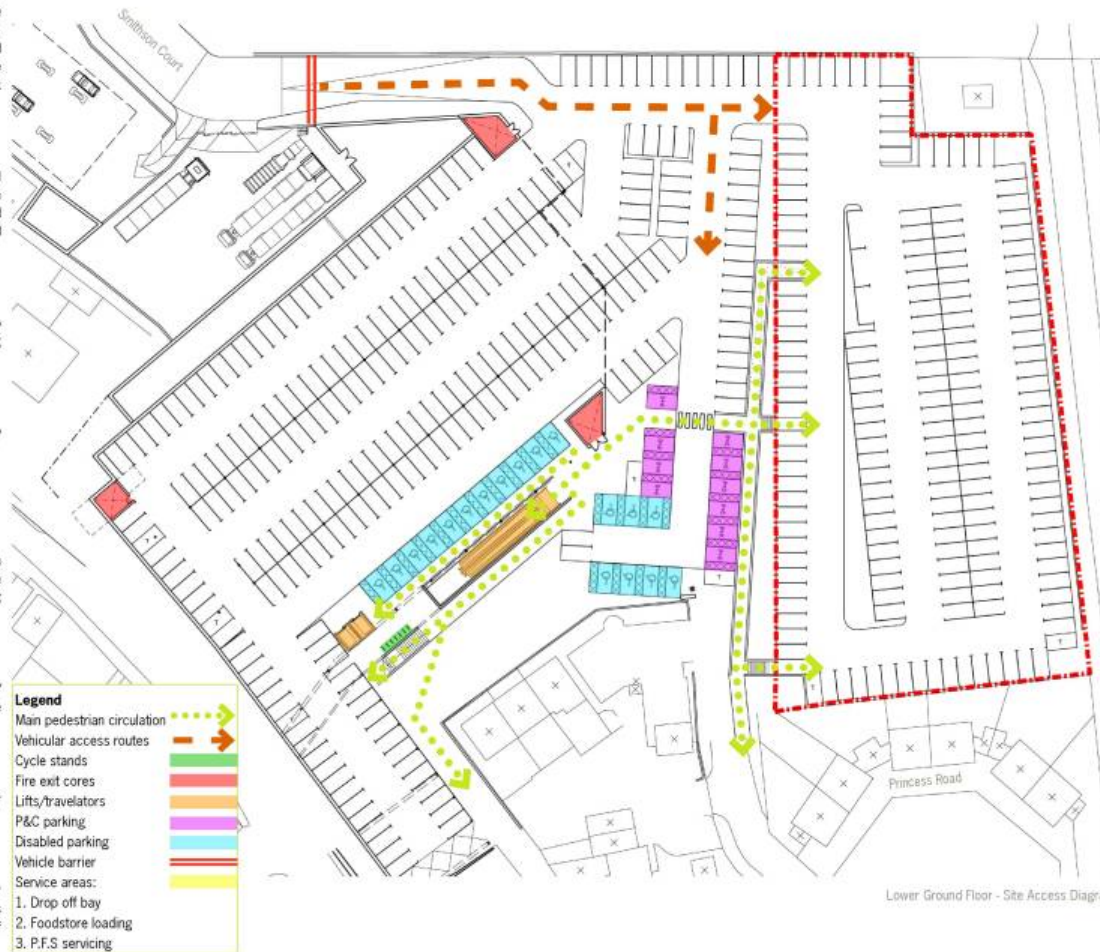 Smithson Court
Legend
Main pedestrian circulation
Vehicular access routes
Cycle stands
Fire exit cores
Lifts/travelators
P&C parking
Disabled parking
Vehicle barrier
Service areas:
1. Drop off bay
2. Foodstore loading
3. P.F.S servicing
Princess Road
Lower Ground Floor - Site Access Diagra